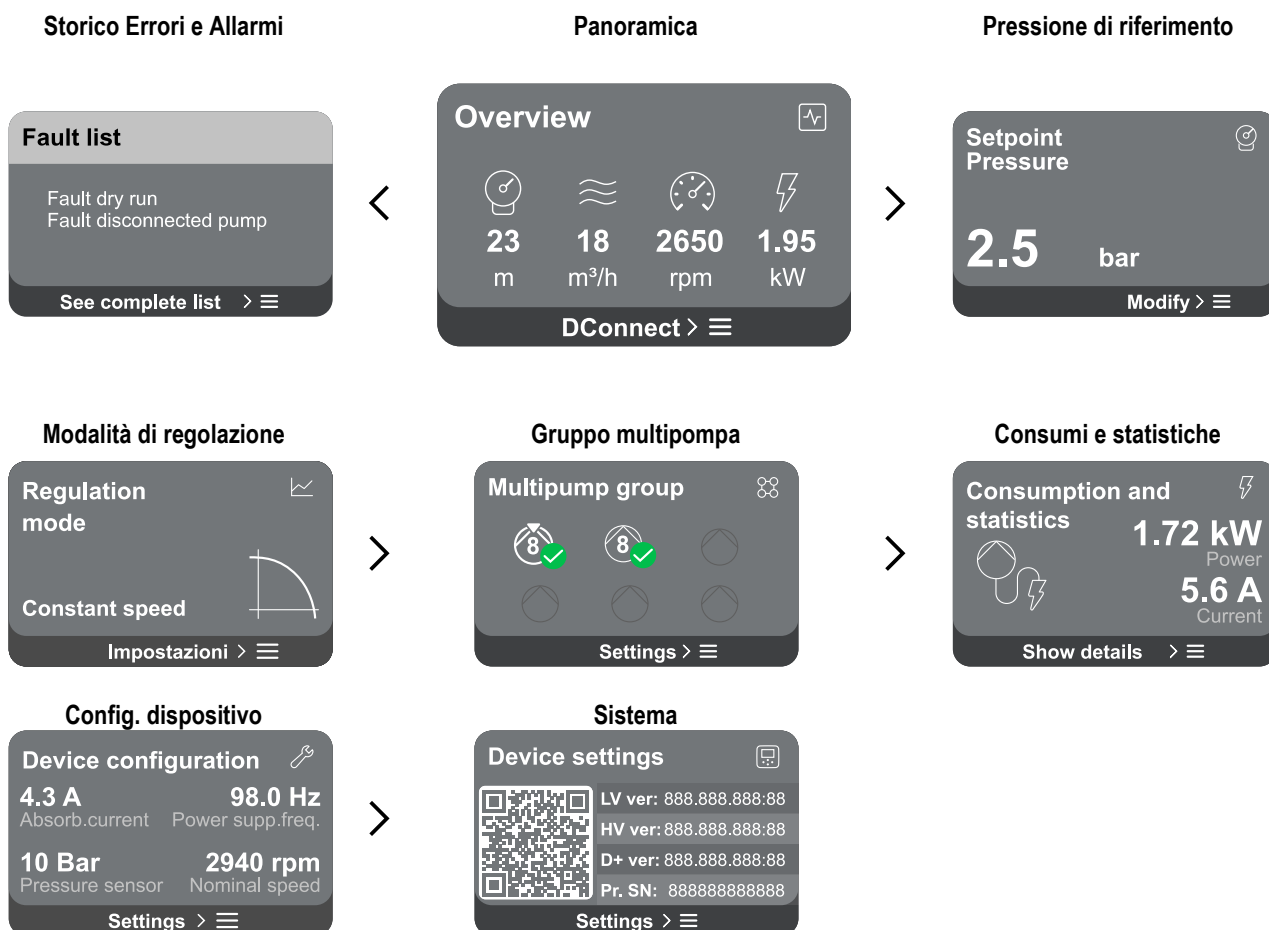 Storico Errori e Allarmi
Panoramica
Pressione di riferimento
Fault list
Fault dry run
Fault disconnected pump
See complete list
Overview
23
18
2650
1.95
m
m³/h
rpm
kW
DConnect
Setpoint
Pressure
2.5 bar
Modify
Modalità di regolazione
Gruppo multipompa
Consumi e statistiche
Regulation
mode
Constant speed
Impostazioni
Multipump group
8
8
Settings
Consumption and
statistics
1.72 kW
Power
5.6 A
Current
Show details
Config. dispositivo
Sistema
Device configuration
4.3 A
98.0 Hz
Absorb.current
Power supp.freq.
10 Bar
2940 rpm
Pressure sensor
Nominal speed
Settings
Device settings
LV ver: 888.888.888:88
HV ver: 888.888.888:88
D+ ver: 888.888.888:88
Pr. SN: 888888888888
Settings